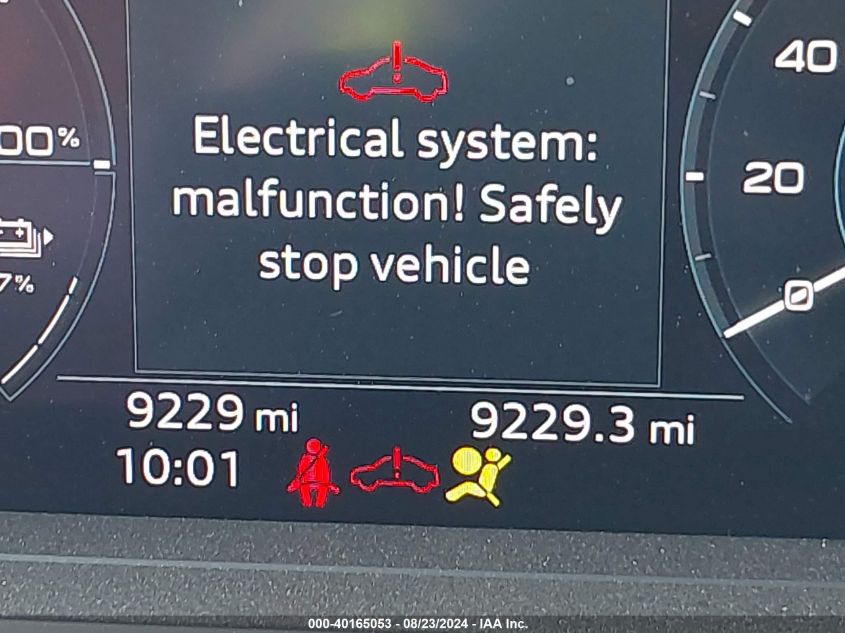 Electrical system:
malfunction! Safely
stop vehicle
00%
7%
40
20
0
9229 mi
9229.3 mi
10:01
000-40165053 - 08/23/2024 - IAA Inc.